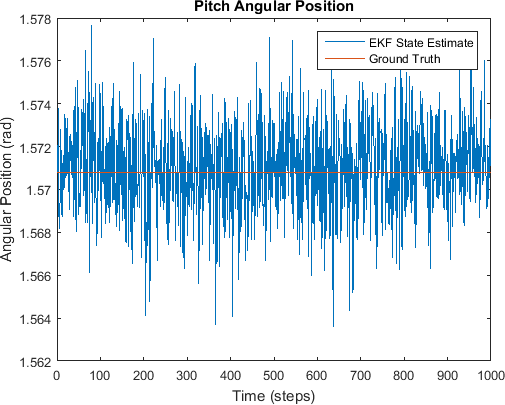 Pitch Angular Position
1.578
1.576
1.574
1.572
1.57
1.568
1.566
1.564
1.562
Angular Position (rad)
EKF State Estimate
Ground Truth
0 100 200 300 400 500 600 700 800 900 1000
Time (steps)